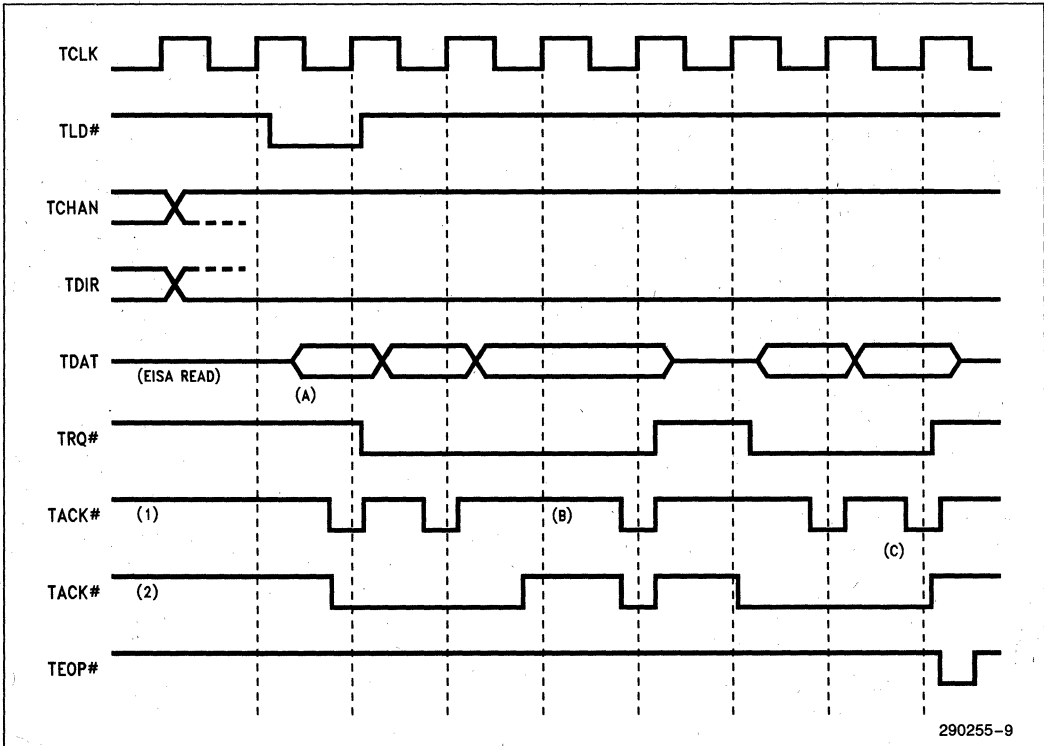 TCLK
TLD#
TCHAN
TDIR
TDAT
(EISA READ)
(A)
TRQ#
TACK# (1) (B)
(C)
TACK# (2)
TEOP#
290255-9